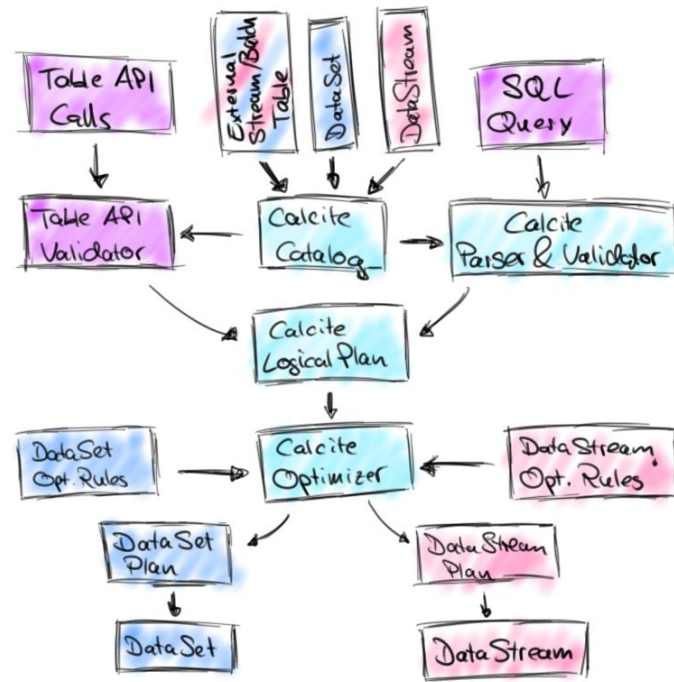 Table API
Calls
External
Stream/Batch
Table
DataSet
DataStream
SQL
Query
Table API
Validator
Calcite
Catalog
Calcite
Parser & Validator
Calcite
Logical Plan
DataSet
Opt. Rules
Calcite
Optimizer
DataStream
Opt. Rules
DataSet
Plan
DataStream
Plan
DataSet
DataStream